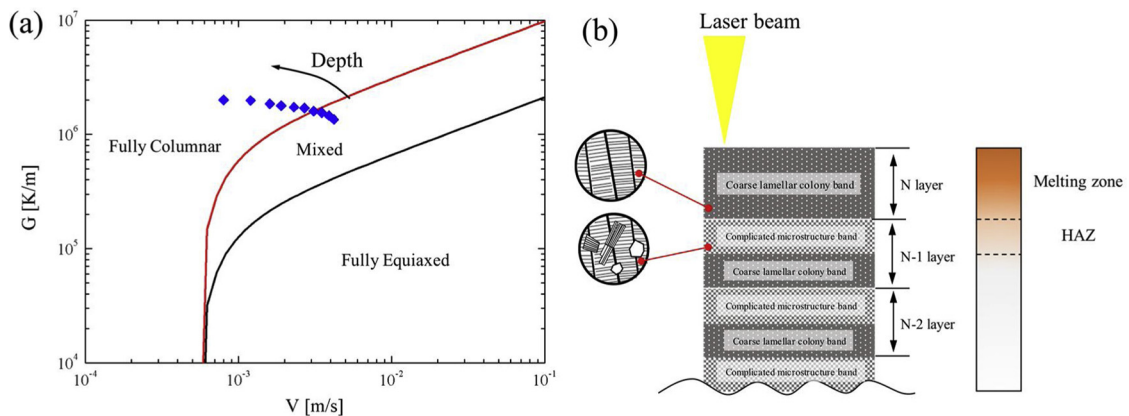 (a)
10^7
10^6
10^5
10^4
G [K/m]
Depth
Fully Columnar
Mixed
Fully Equiaxed
10^-4
10^-3
10^-2
10^-1
V [m/s]
(b)
Laser beam
Coarse lamellar colony band
N layer
Complicated microstructure band
Coarse lamellar colony band
N-1 layer
Complicated microstructure band
Coarse lamellar colony band
N-2 layer
Complicated microstructure band
Melting zone
HAZ